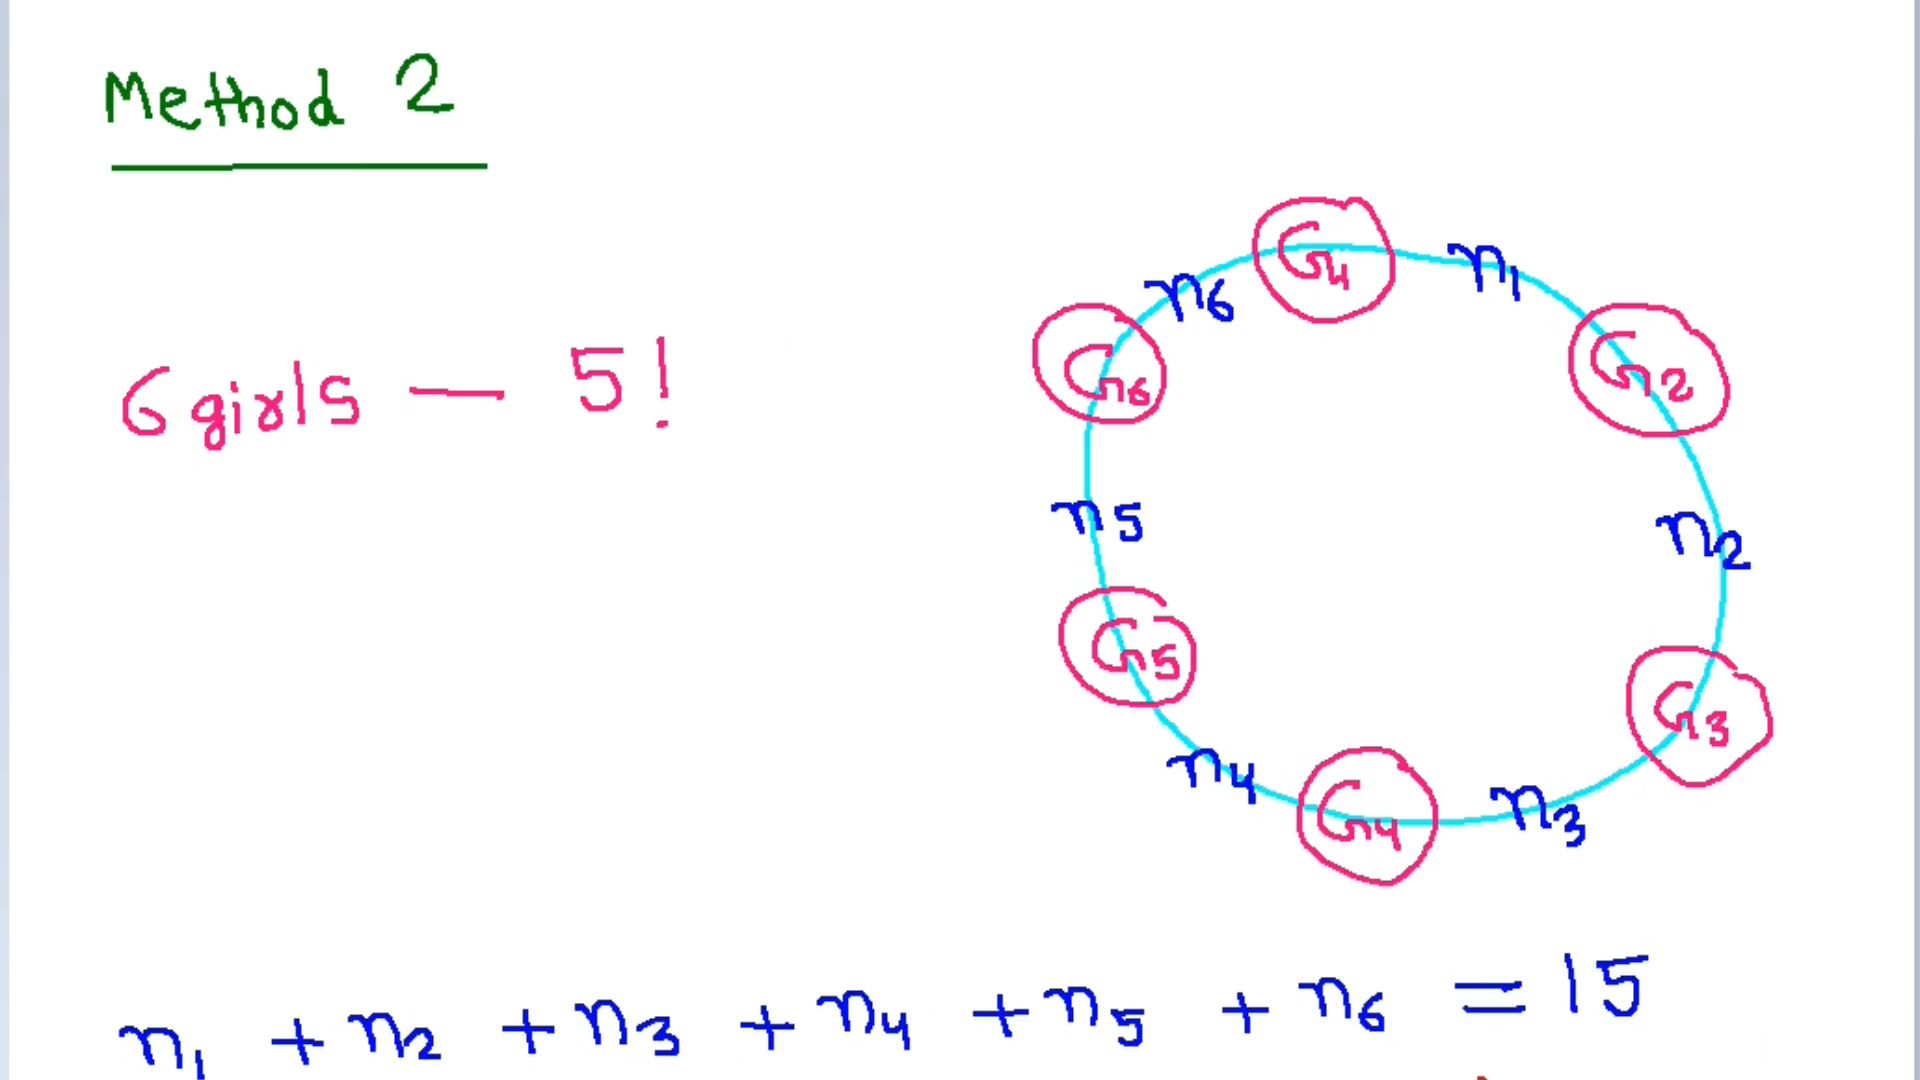 Method 2
G4 n1
n6
G6 G2
6 girls — 5!
n5 n2
G5
G3
n4 G4 n3
n1 + n2 + n3 + n4 + n5 + n6 = 15